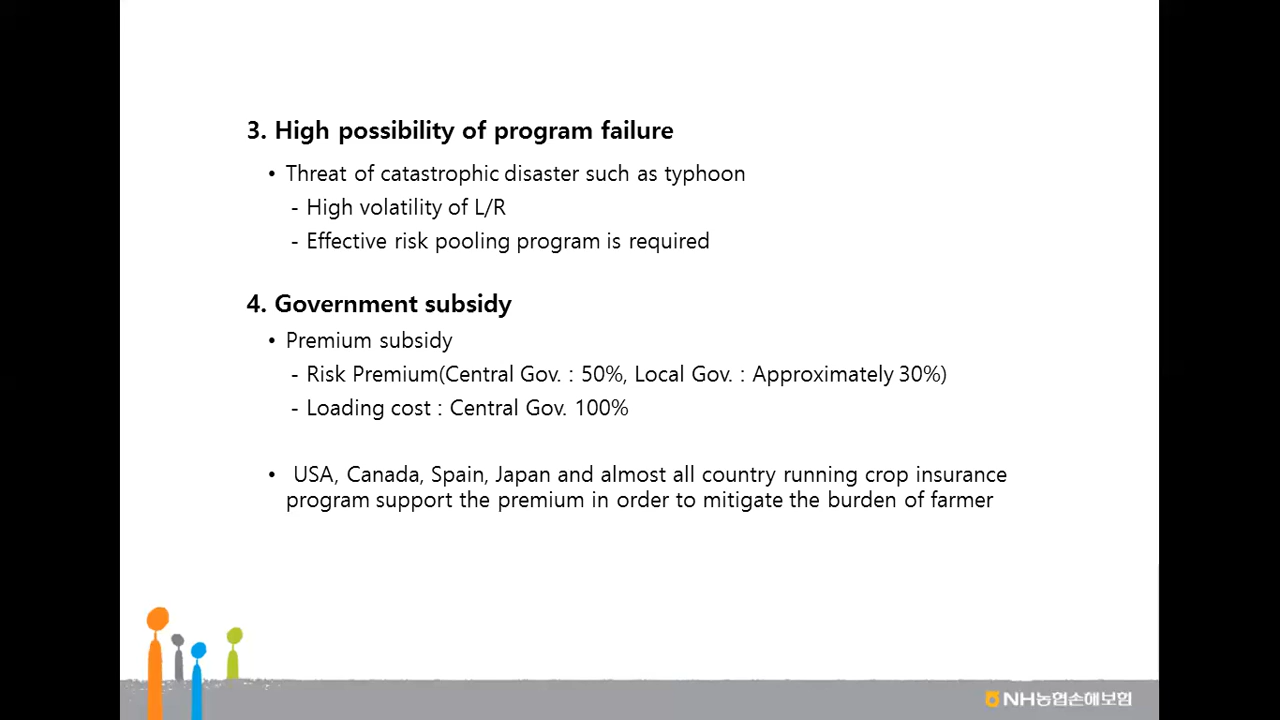 3. High possibility of program failure
• Threat of catastrophic disaster such as typhoon
- High volatility of L/R
- Effective risk pooling program is required
4. Government subsidy
• Premium subsidy
- Risk Premium(Central Gov. : 50%, Local Gov. : Approximately 30%)
- Loading cost : Central Gov. 100%
• USA, Canada, Spain, Japan and almost all country running crop insurance
program support the premium in order to mitigate the burden of farmer
NH농협손해보험